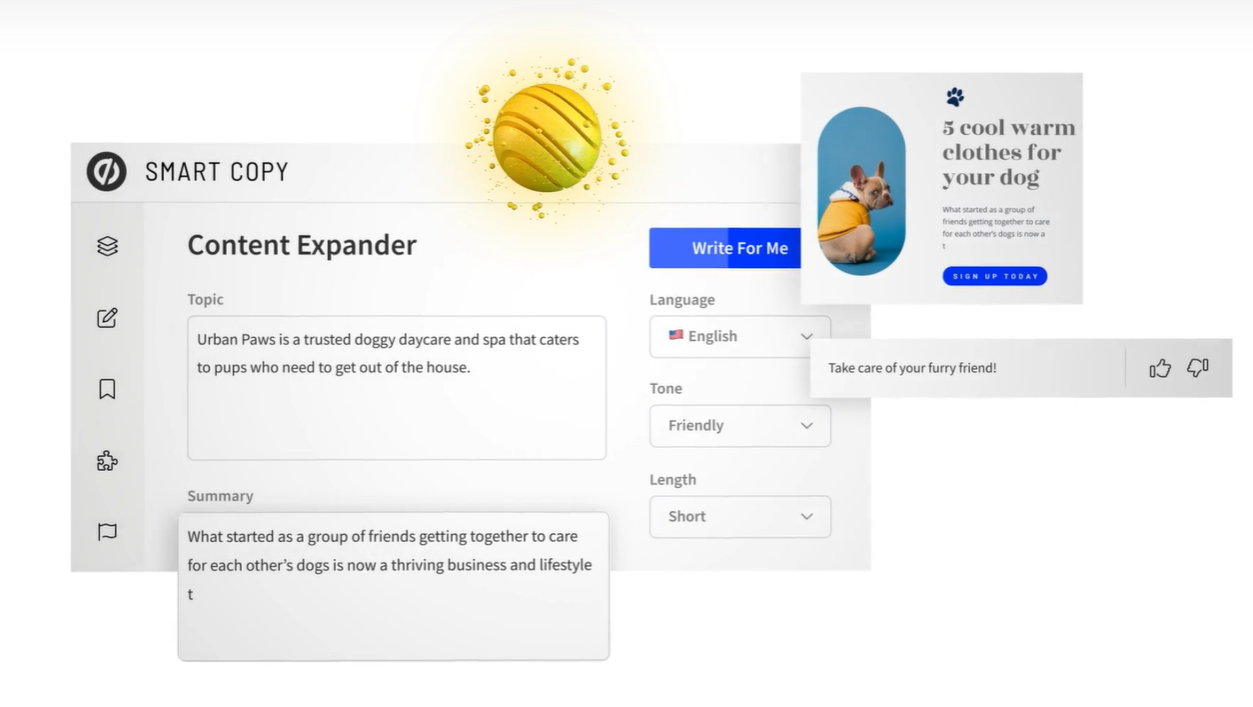 SMART COPY
Content Expander
Topic
Urban Paws is a trusted doggy daycare and spa that caters
to pups who need to get out of the house.
Summary
What started as a group of friends getting together to care
for each other’s dogs is now a thriving business and lifestyle
t
Write For Me
Language
English
Tone
Friendly
Length
Short
5 cool warm
clothes for
your dog
What started as a group of
friends getting together to care
for each other's dogs is now a
t
SIGN UP TODAY
Take care of your furry friend!